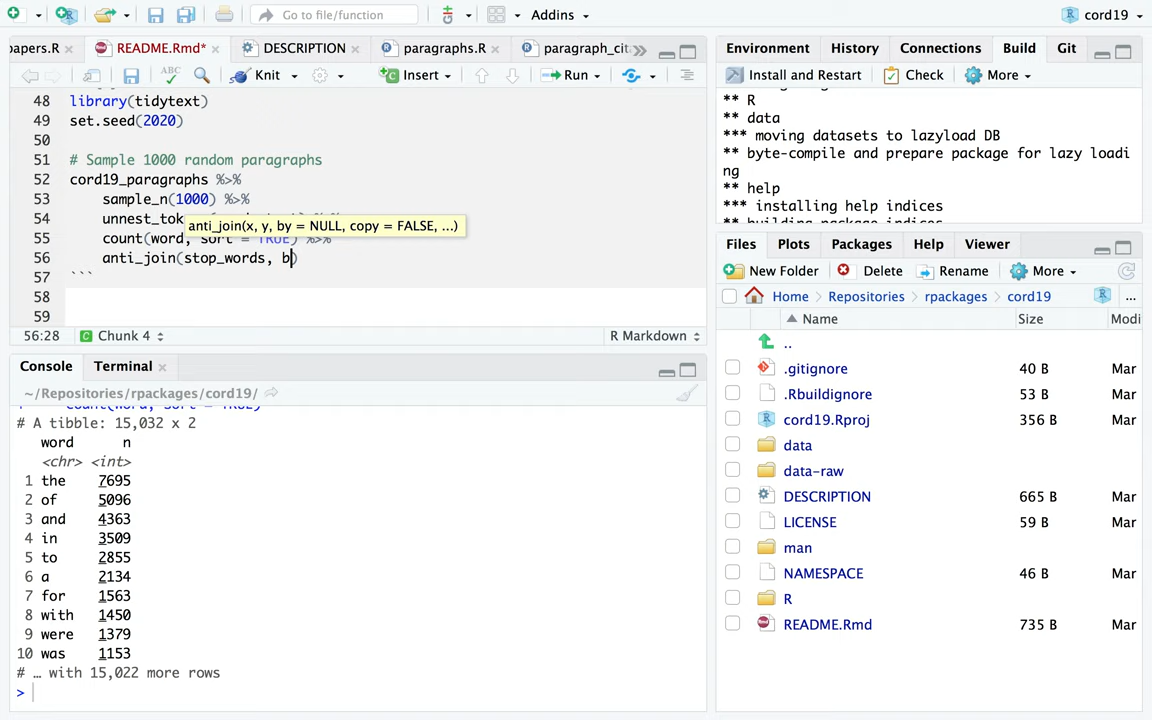 Go to file/function
Addins
cord19
papers.R
README.Rmd*
DESCRIPTION
paragraphs.R
paragraph_cit
ABC
Knit
Insert
Run
48 library(tidytext)
49 set.seed(2020)
50
51 # Sample 1000 random paragraphs
52 cord19_paragraphs %>%
53 sample_n(1000) %>%
54 unnest_tok
anti_join(x, y, by = NULL, copy = FALSE, ...)
55 count(word, sort = TRUE) %>%
56 anti_join(stop_words, b)
57 ```
58
59
56:28 Chunk 4 R Markdown
Console Terminal
~/Repositories/rpackages/cord19/
+ count(word, sort = TRUE)
# A tibble: 15,032 x 2
word n
<chr> <int>
1 the 7695
2 of 5096
3 and 4363
4 in 3509
5 to 2855
6 a 2134
7 for 1563
8 with 1450
9 were 1379
10 was 1153
# … with 15,022 more rows
>
Environment History Connections Build Git
Install and Restart Check More
** R
** data
*** moving datasets to lazyload DB
** byte-compile and prepare package for lazy loadi
ng
** help
*** installing help indices
** building package indices
Files Plots Packages Help Viewer
New Folder Delete Rename More
Home Repositories rpackages cord19 ...
Name Size Modi
..
.gitignore 40 B Mar
.Rbuildignore 53 B Mar
cord19.Rproj 356 B Mar
data
data-raw
DESCRIPTION 665 B Mar
LICENSE 59 B Mar
man
NAMESPACE 46 B Mar
R
README.Rmd 735 B Mar